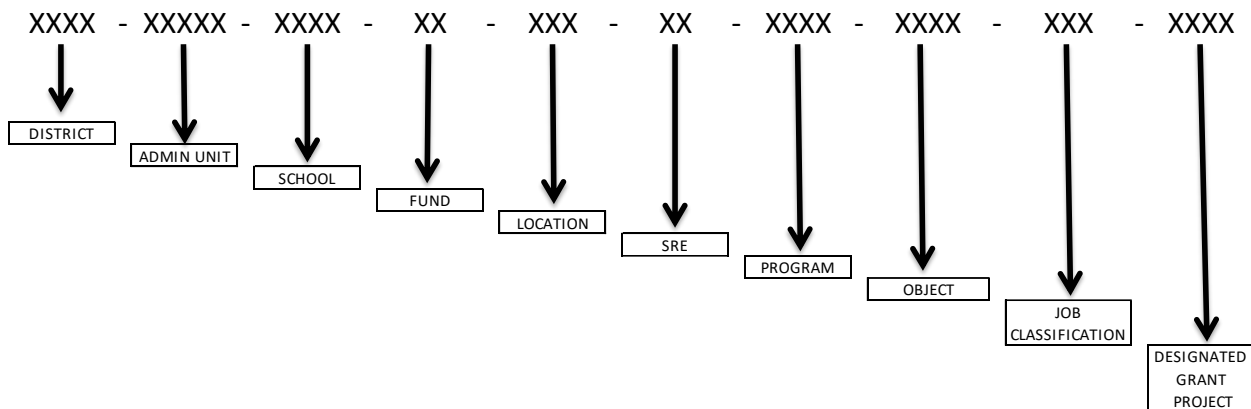 XXXX - XXXXX - XXXX - XX - XXX - XX - XXXX - XXXX - XXX - XXXX
DISTRICT
ADMIN UNIT
SCHOOL
FUND
LOCATION
SRE
PROGRAM
OBJECT
JOB
CLASSIFICATION
DESIGNATED
GRANT
PROJECT